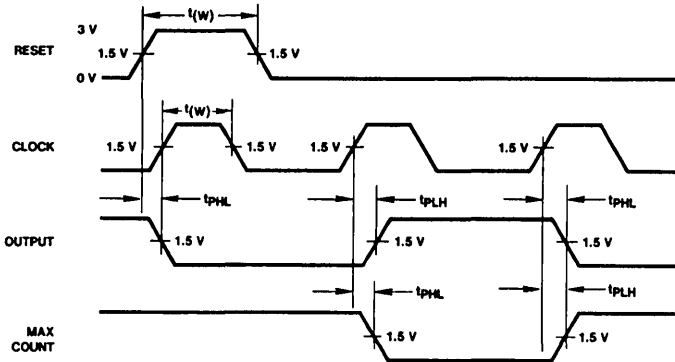 t(W)
3 V
RESET
1.5 V
1.5 V
0 V
t(W)
CLOCK
1.5 V
1.5 V
1.5 V
1.5 V
tPHL
tPLH
tPHL
OUTPUT
1.5 V
1.5 V
1.5 V
tPHL
tPLH
MAX
COUNT
1.5 V
1.5 V